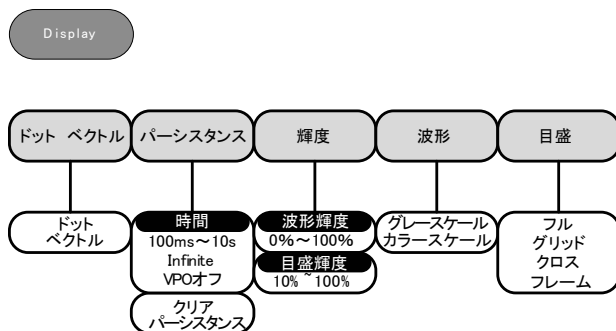 Display
ドット ベクトル
パーシスタンス
輝度
波形
目盛
ドット
ベクトル
時間
100ms～10s
Infinite
VPOオフ
クリア
パーシスタンス
波形輝度
0%～100%
目盛輝度
10%~100%
グレースケール
カラースケール
フル
グリッド
クロス
フレーム